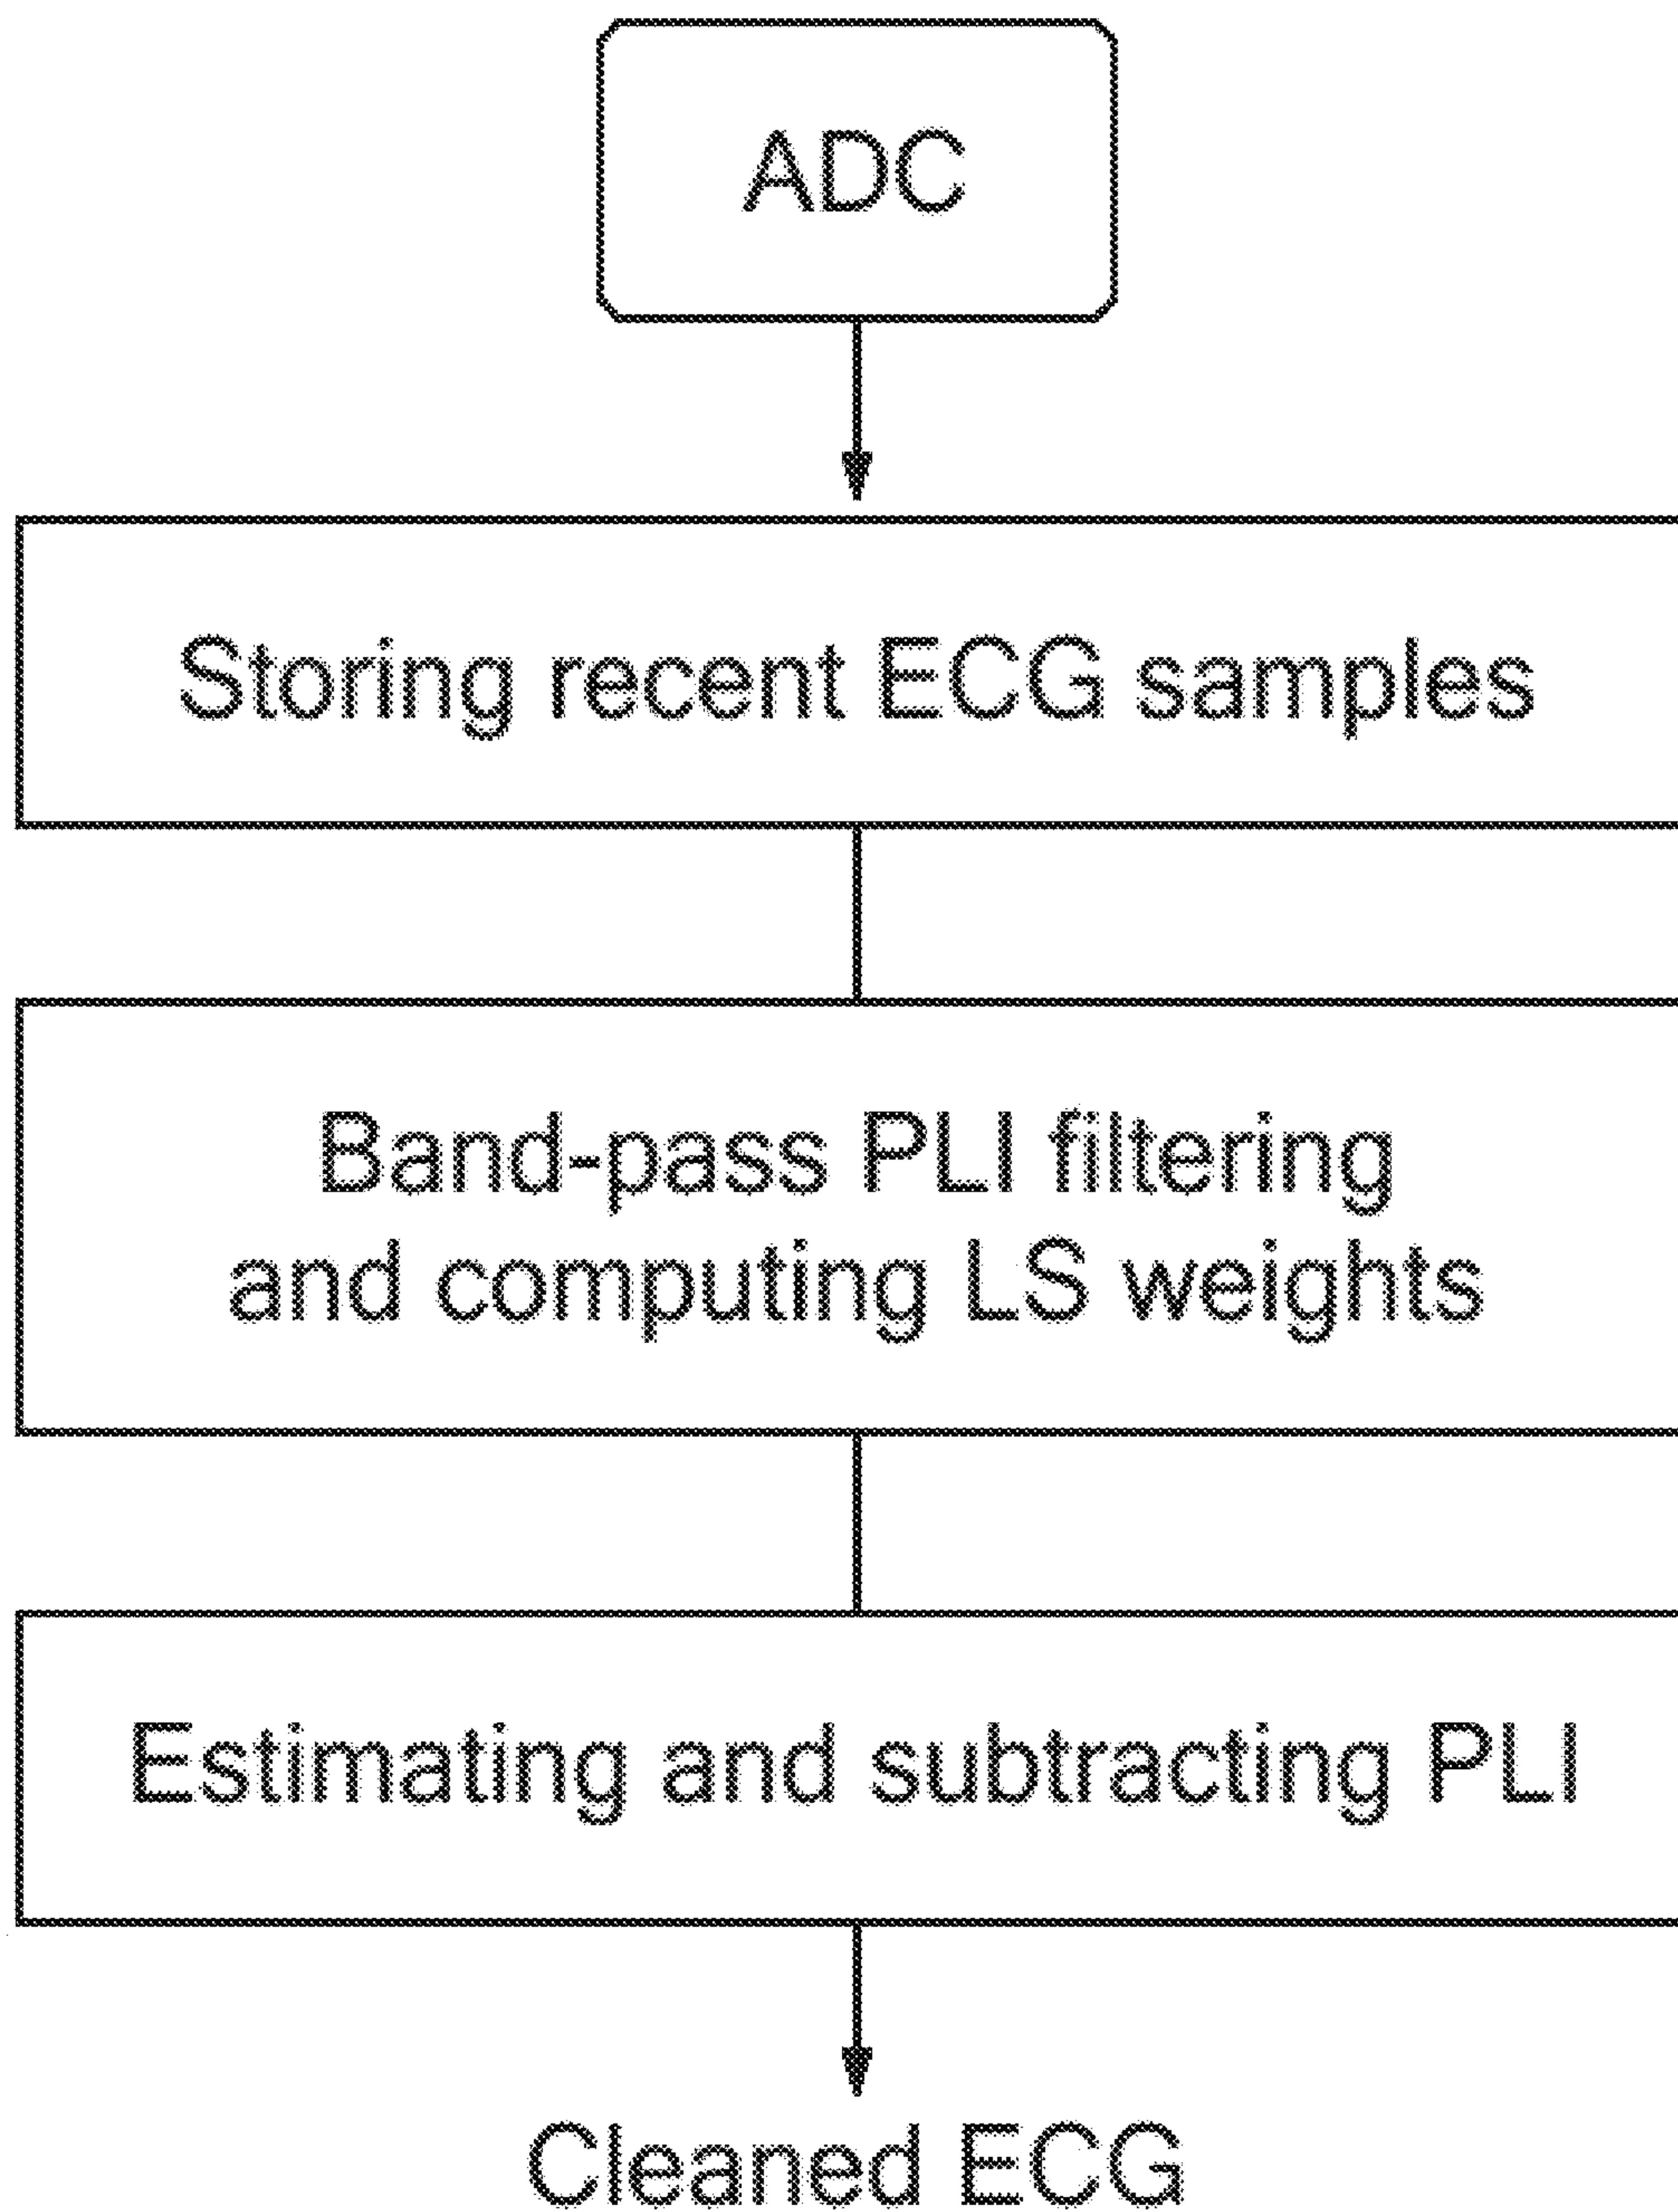 ADC
Storing recent ECG samples
Band-pass PLI filtering
and computing LS weights
Estimating and subtracting PLI
Cleaned ECG